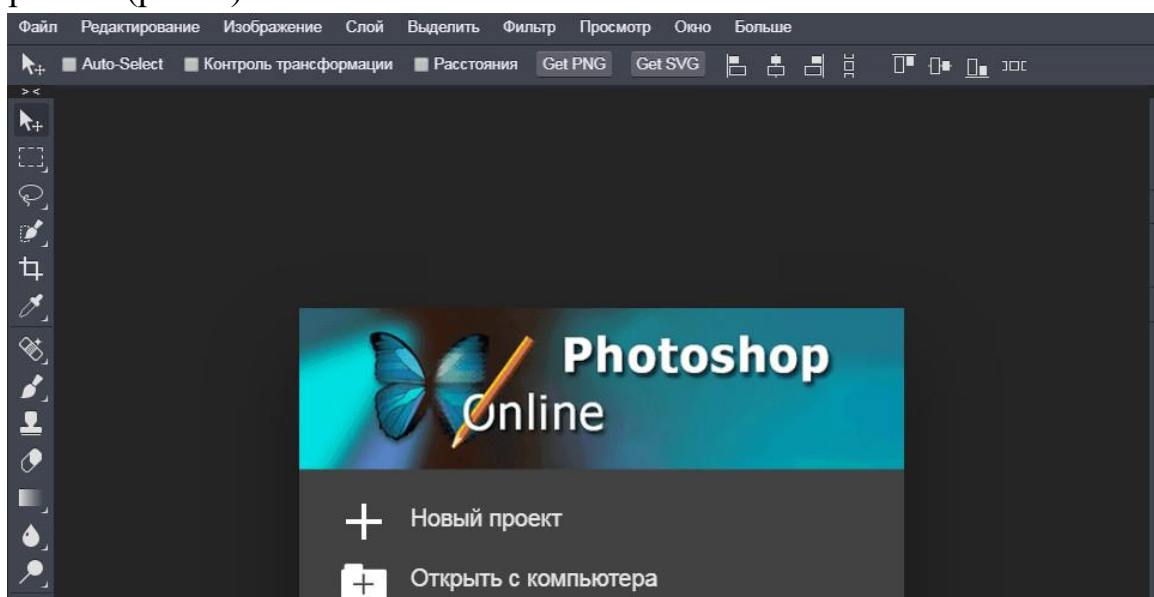 Файл Редактирование Изображение Слой Выделить Фильтр Просмотр Окно Больше
Auto-Select Контроль трансформации Расстояния Get PNG Get SVG
> <
Photoshop
Online
Новый проект
Открыть с компьютера